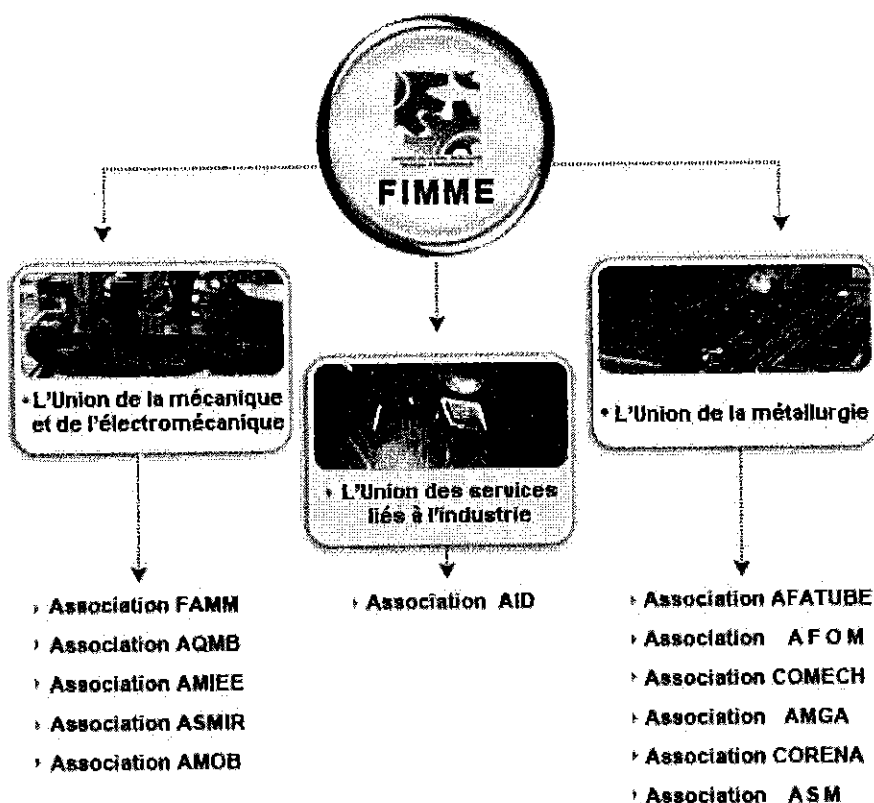 FIMME
• L'Union de la mécanique
et de l'électromécanique
› L'Union des services
liés à l'industrie
• L'Union de la métallurgie
› Association FAMM
› Association AQMB
› Association AMIEE
› Association ASMIR
› Association AMOB
› Association AID
› Association AFATUBE
› Association AFOM
› Association COMECH
› Association AMGA
› Association CORENA
› Association ASM